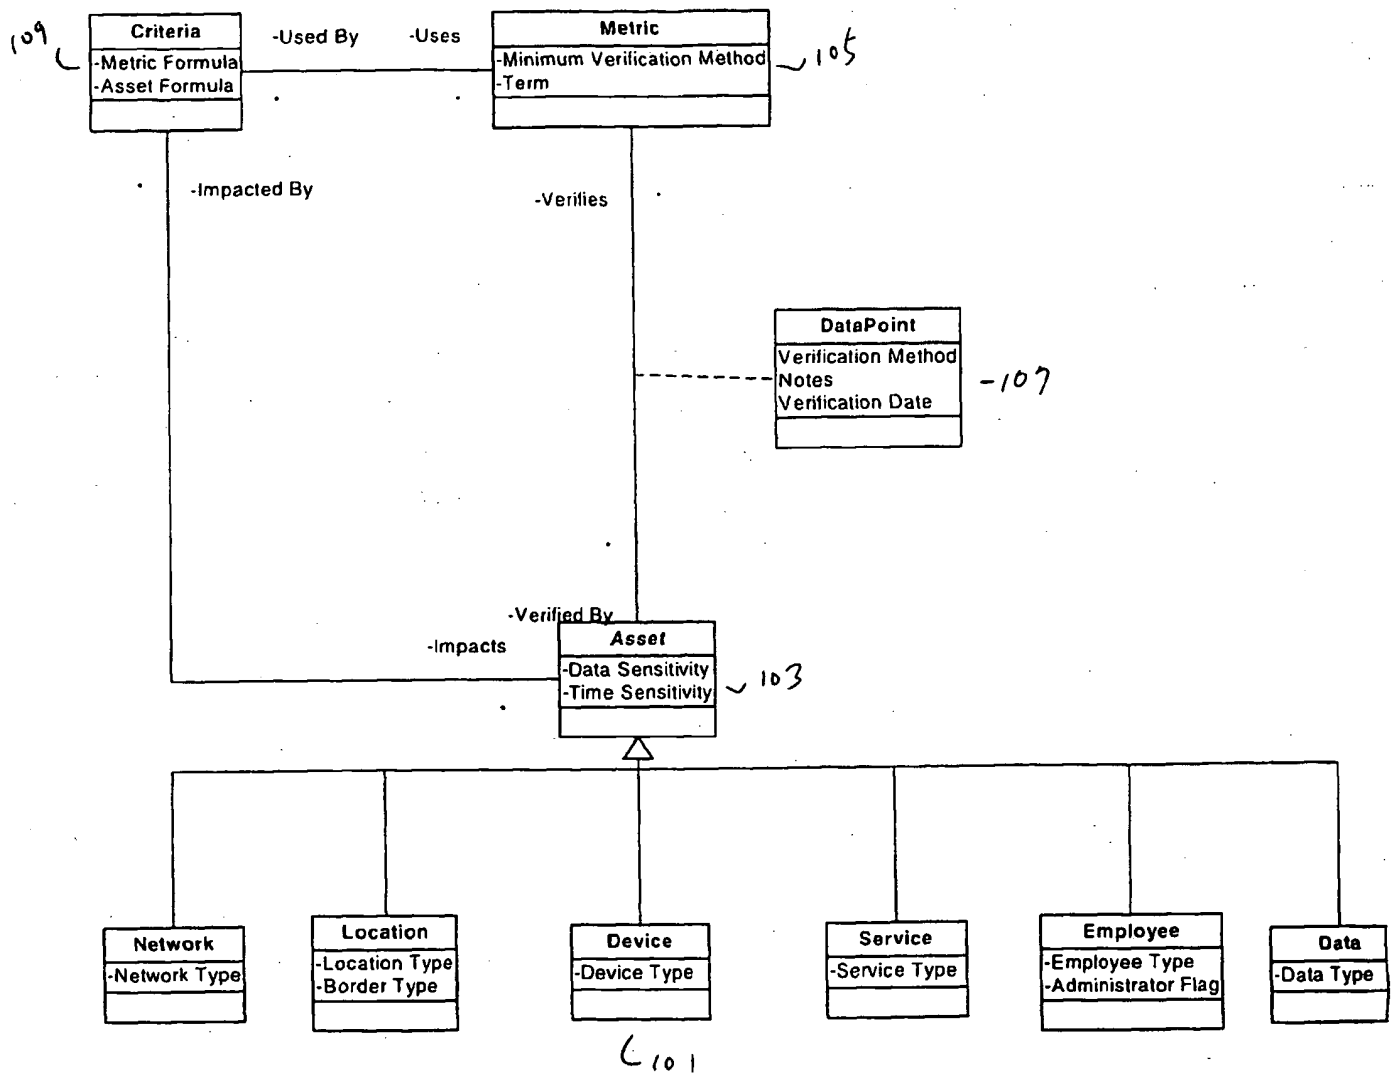 109
Criteria
-Metric Formula
-Asset Formula
-Used By
-Uses
Metric
-Minimum Verification Method
-Term
105
-Impacted By
-Verifies
DataPoint
Verification Method
Notes
Verification Date
-107
-Verified By
-Impacts
Asset
-Data Sensitivity
-Time Sensitivity
103
Network
-Network Type
Location
-Location Type
-Border Type
Device
-Device Type
Service
-Service Type
Employee
-Employee Type
-Administrator Flag
Data
-Data Type
101